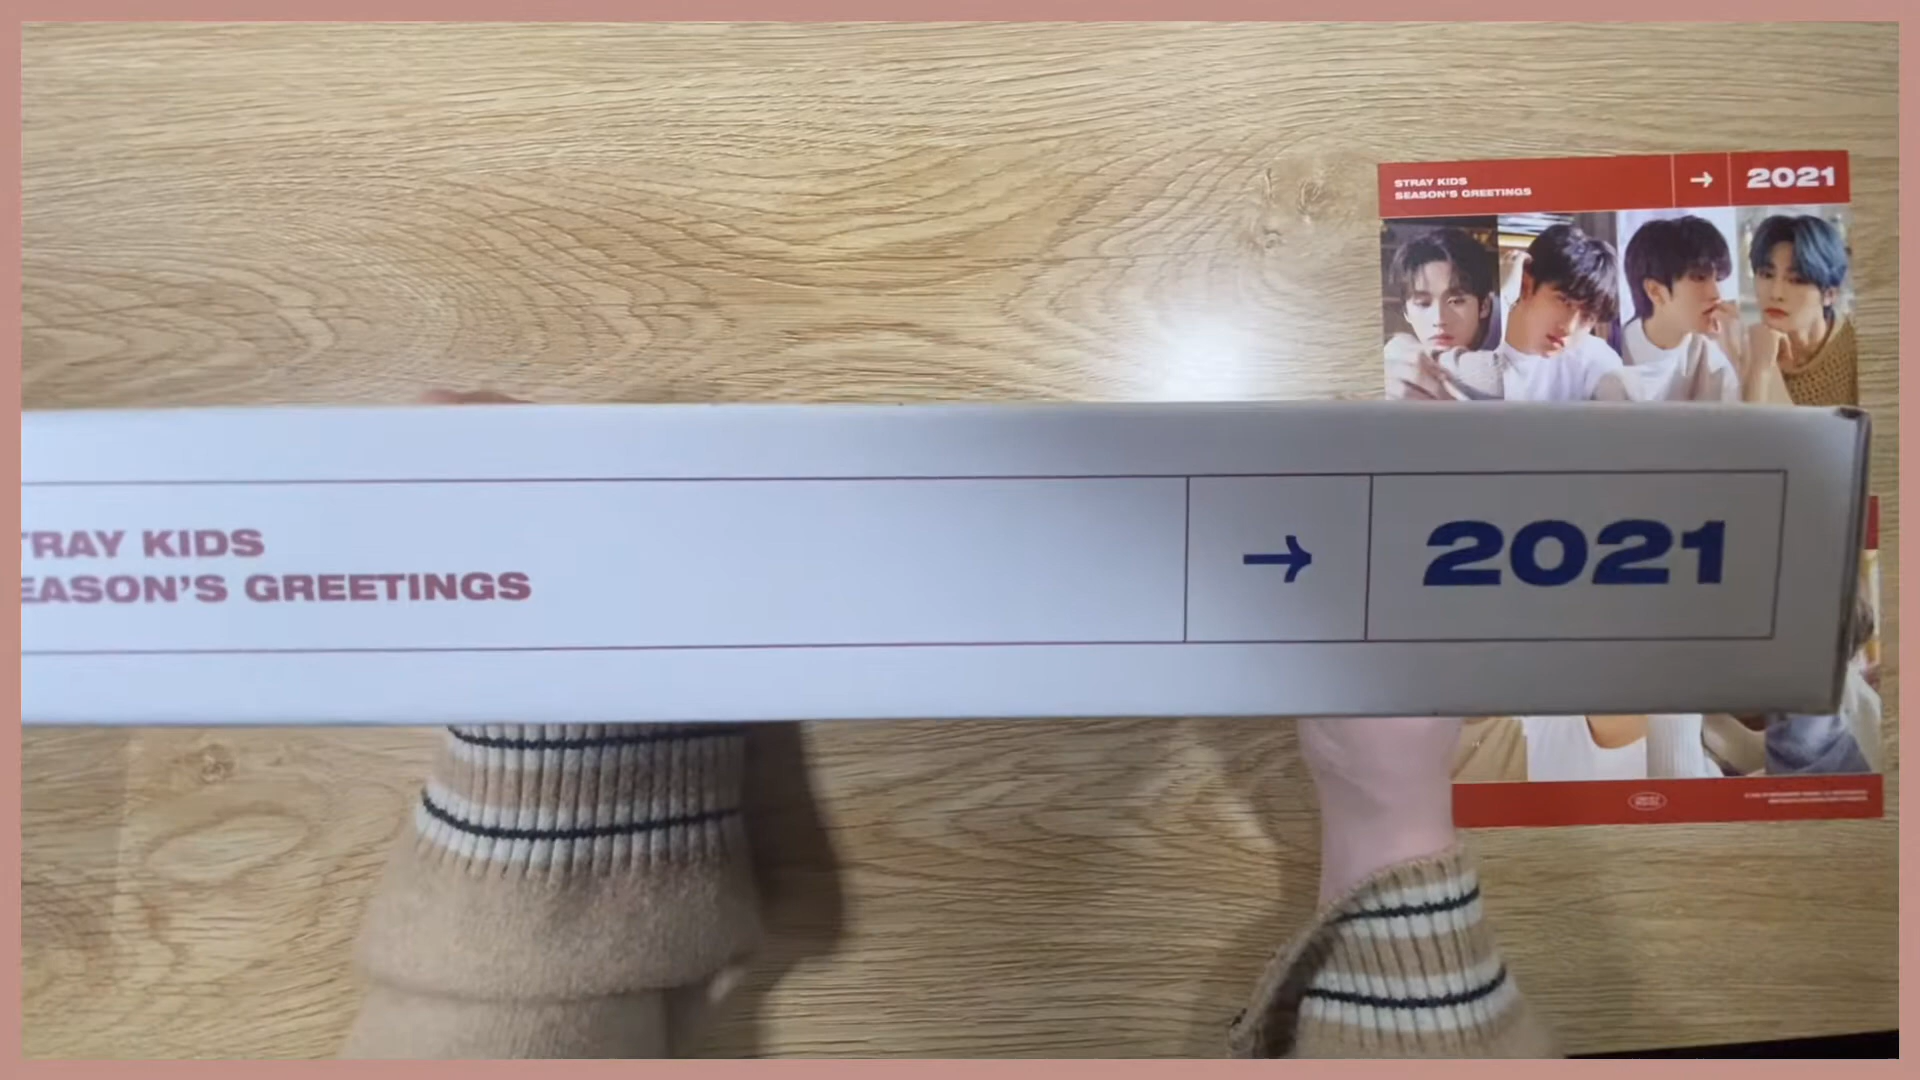 STRAY KIDS
SEASON'S GREETINGS
→ 2021
TRAY KIDS
EASON'S GREETINGS
→ 2021